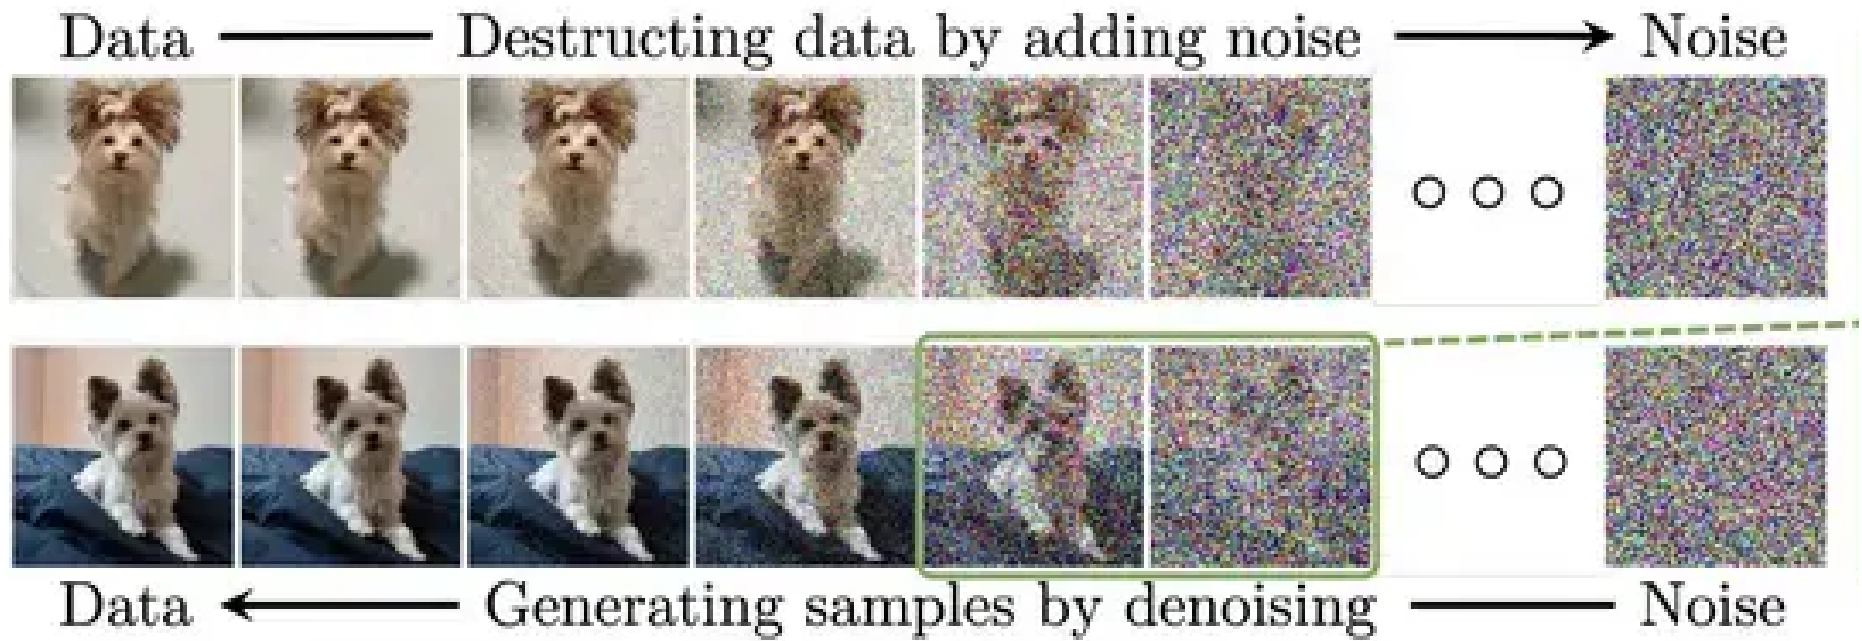 Data Destructing data by adding noise Noise
Data Generating samples by denoising Noise